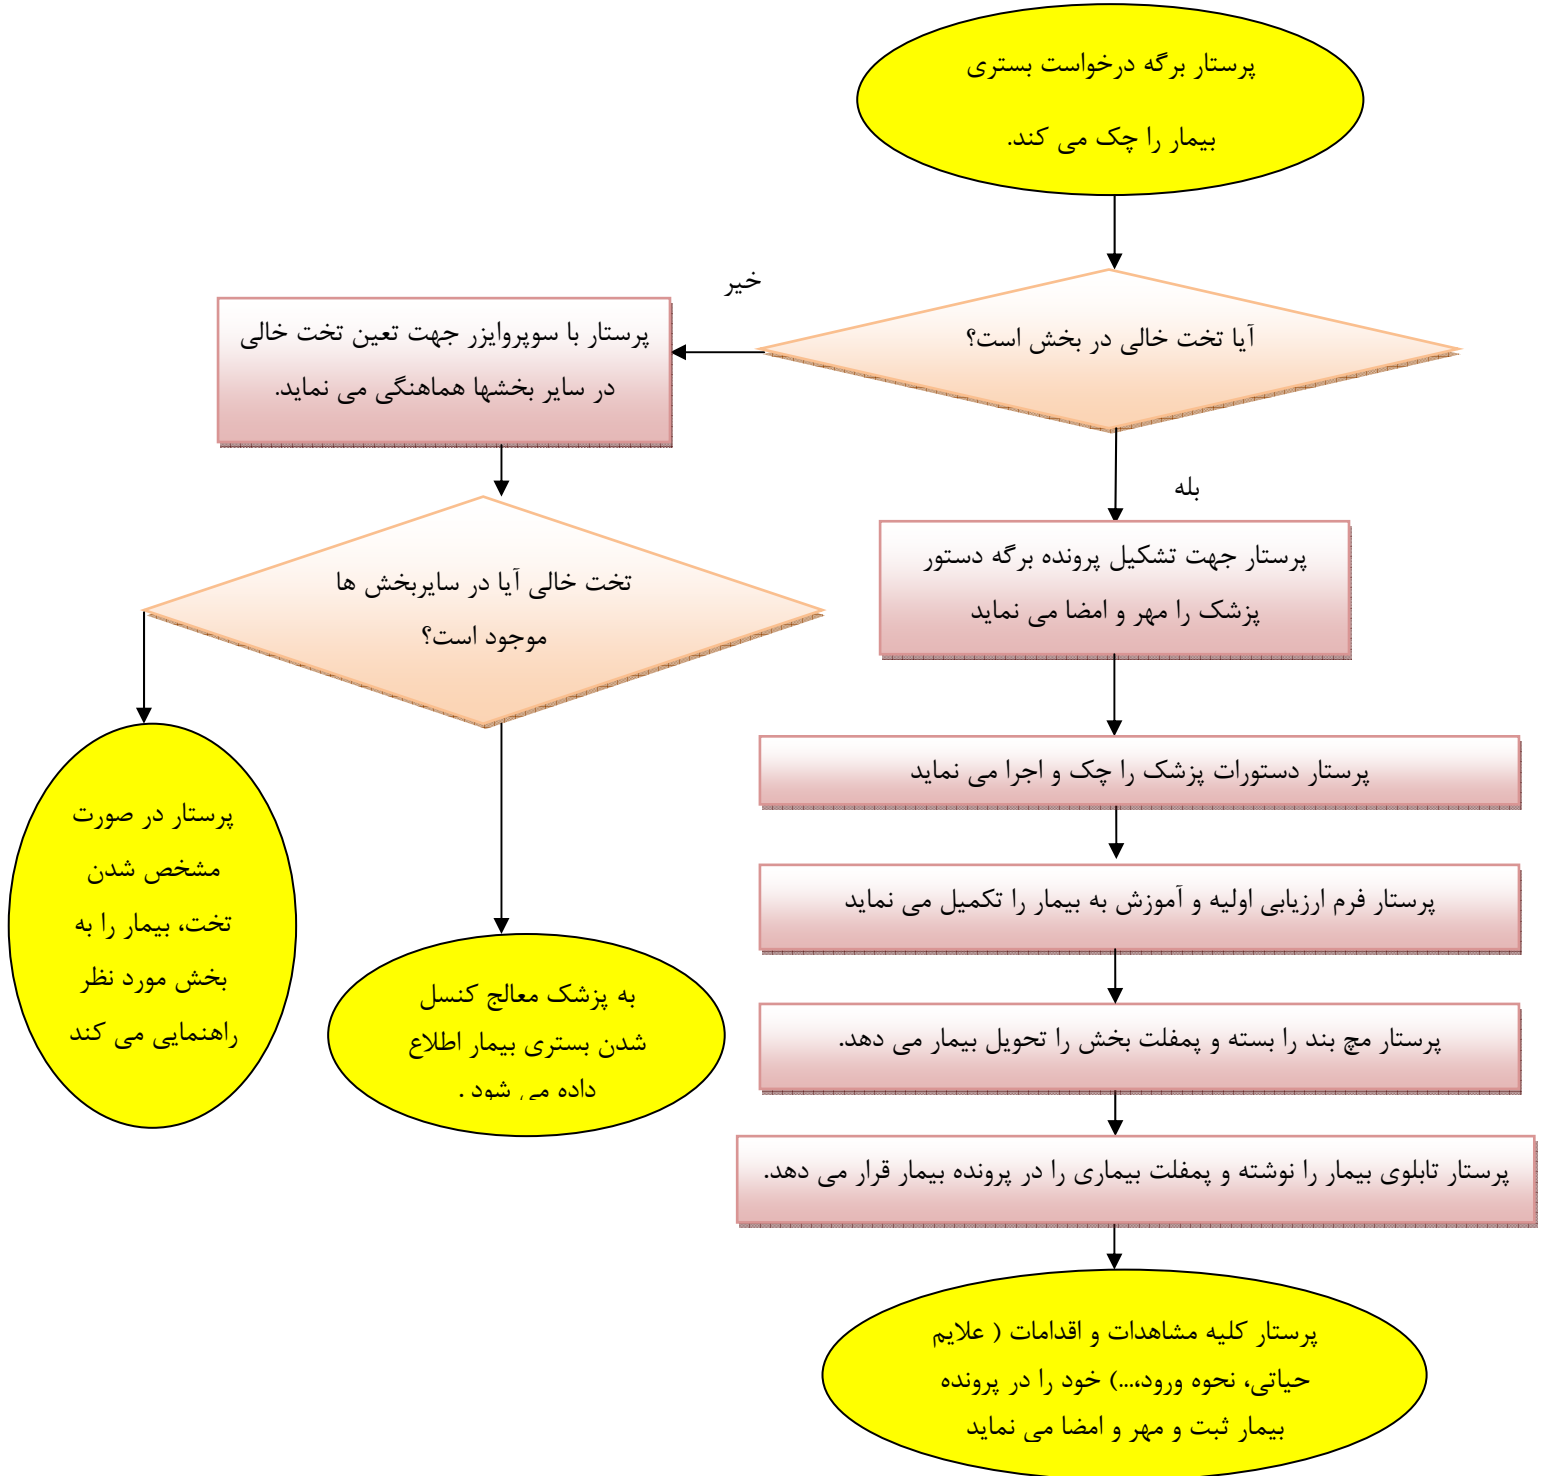 پرستار برگه درخواست بستری
بیمار را چک می کند.
آیا تخت خالی در بخش است؟
خیر
پرستار با سوپروایزر جهت تعین تخت خالی
در سایر بخشها هماهنگی می نماید.
بله
پرستار جهت تشکیل پرونده برگه دستور
پزشک را مهر و امضا می نماید
تخت خالی آیا در سایربخش ها
موجود است؟
پرستار دستورات پزشک را چک و اجرا می نماید
پرستار فرم ارزیابی اولیه و آموزش به بیمار را تکمیل می نماید
پرستار مچ بند را بسته و پمفلت بخش را تحویل بیمار می دهد.
پرستار تابلوی بیمار را نوشته و پمفلت بیماری را در پرونده بیمار قرار می دهد.
پرستار کلیه مشاهدات و اقدامات ( علایم
حیاتی، نحوه ورود،...) خود را در پرونده
بیمار ثبت و مهر و امضا می نماید
به پزشک معالج کنسل
شدن بستری بیمار اطلاع
داده می شود .
پرستار در صورت
مشخص شدن
تخت، بیمار را به
بخش مورد نظر
راهنمایی می کند